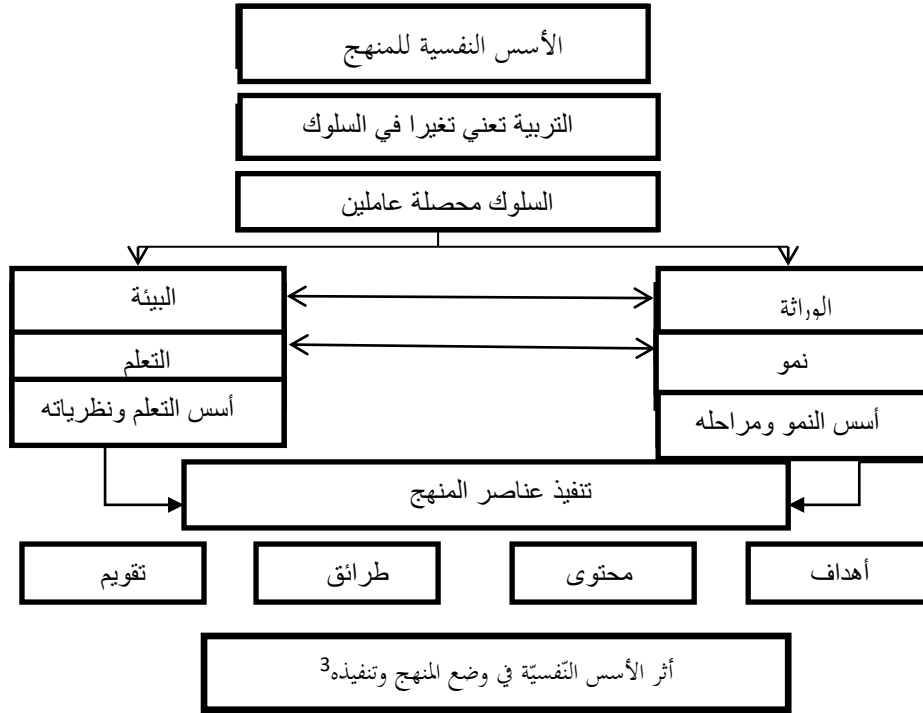 الأسس النفسية للمنهج
التربية تعني تغيرا في السلوك
السلوك محصلة عاملين
الوراثة
البيئة
نمو
التعلم
أسس النمو ومراحله
أسس التعلم ونظرياته
تنفيذ عناصر المنهج
أهداف
محتوى
طرائق
تقويم
أثر الأسس النّفسيّة في وضع المنهج وتنفيذه3